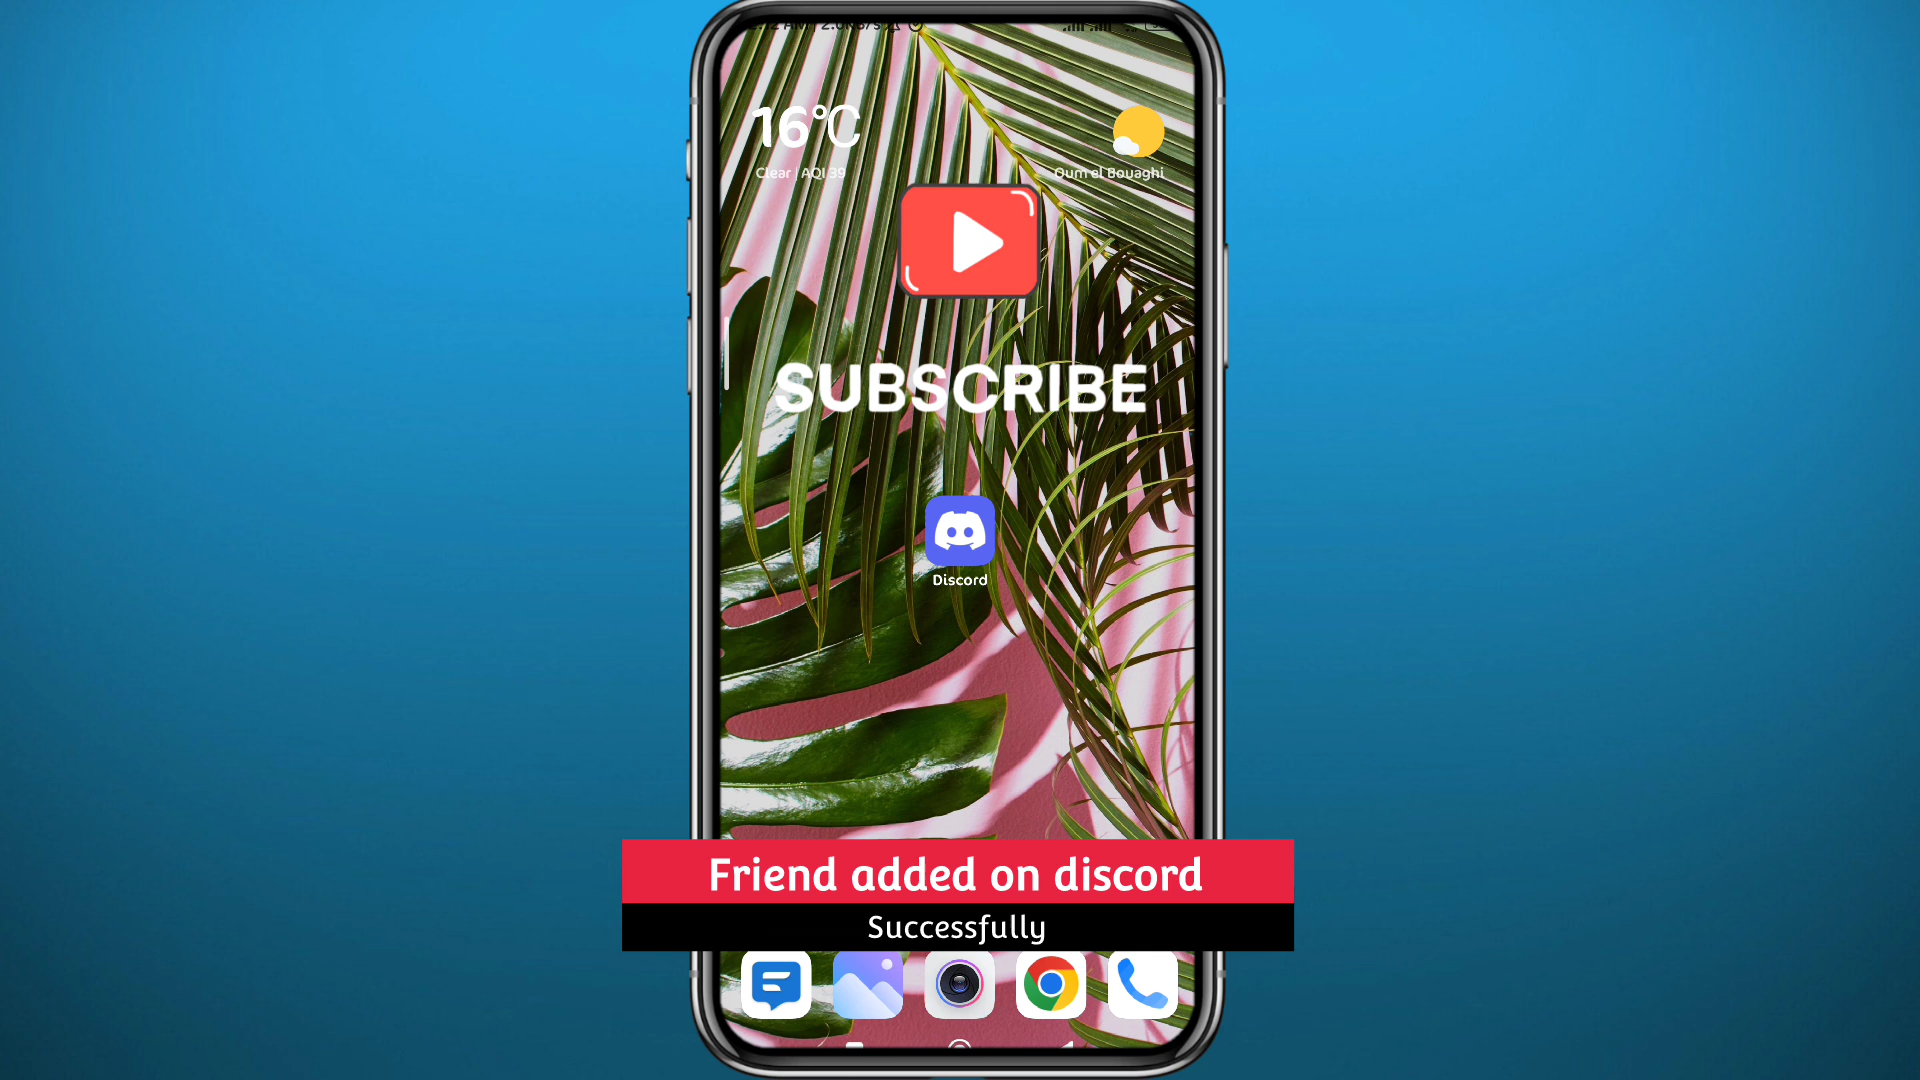 16°C
Clear | AQI 39
Oum el Bouaghi
SUBSCRIBE
Discord
Friend added on discord
Successfully